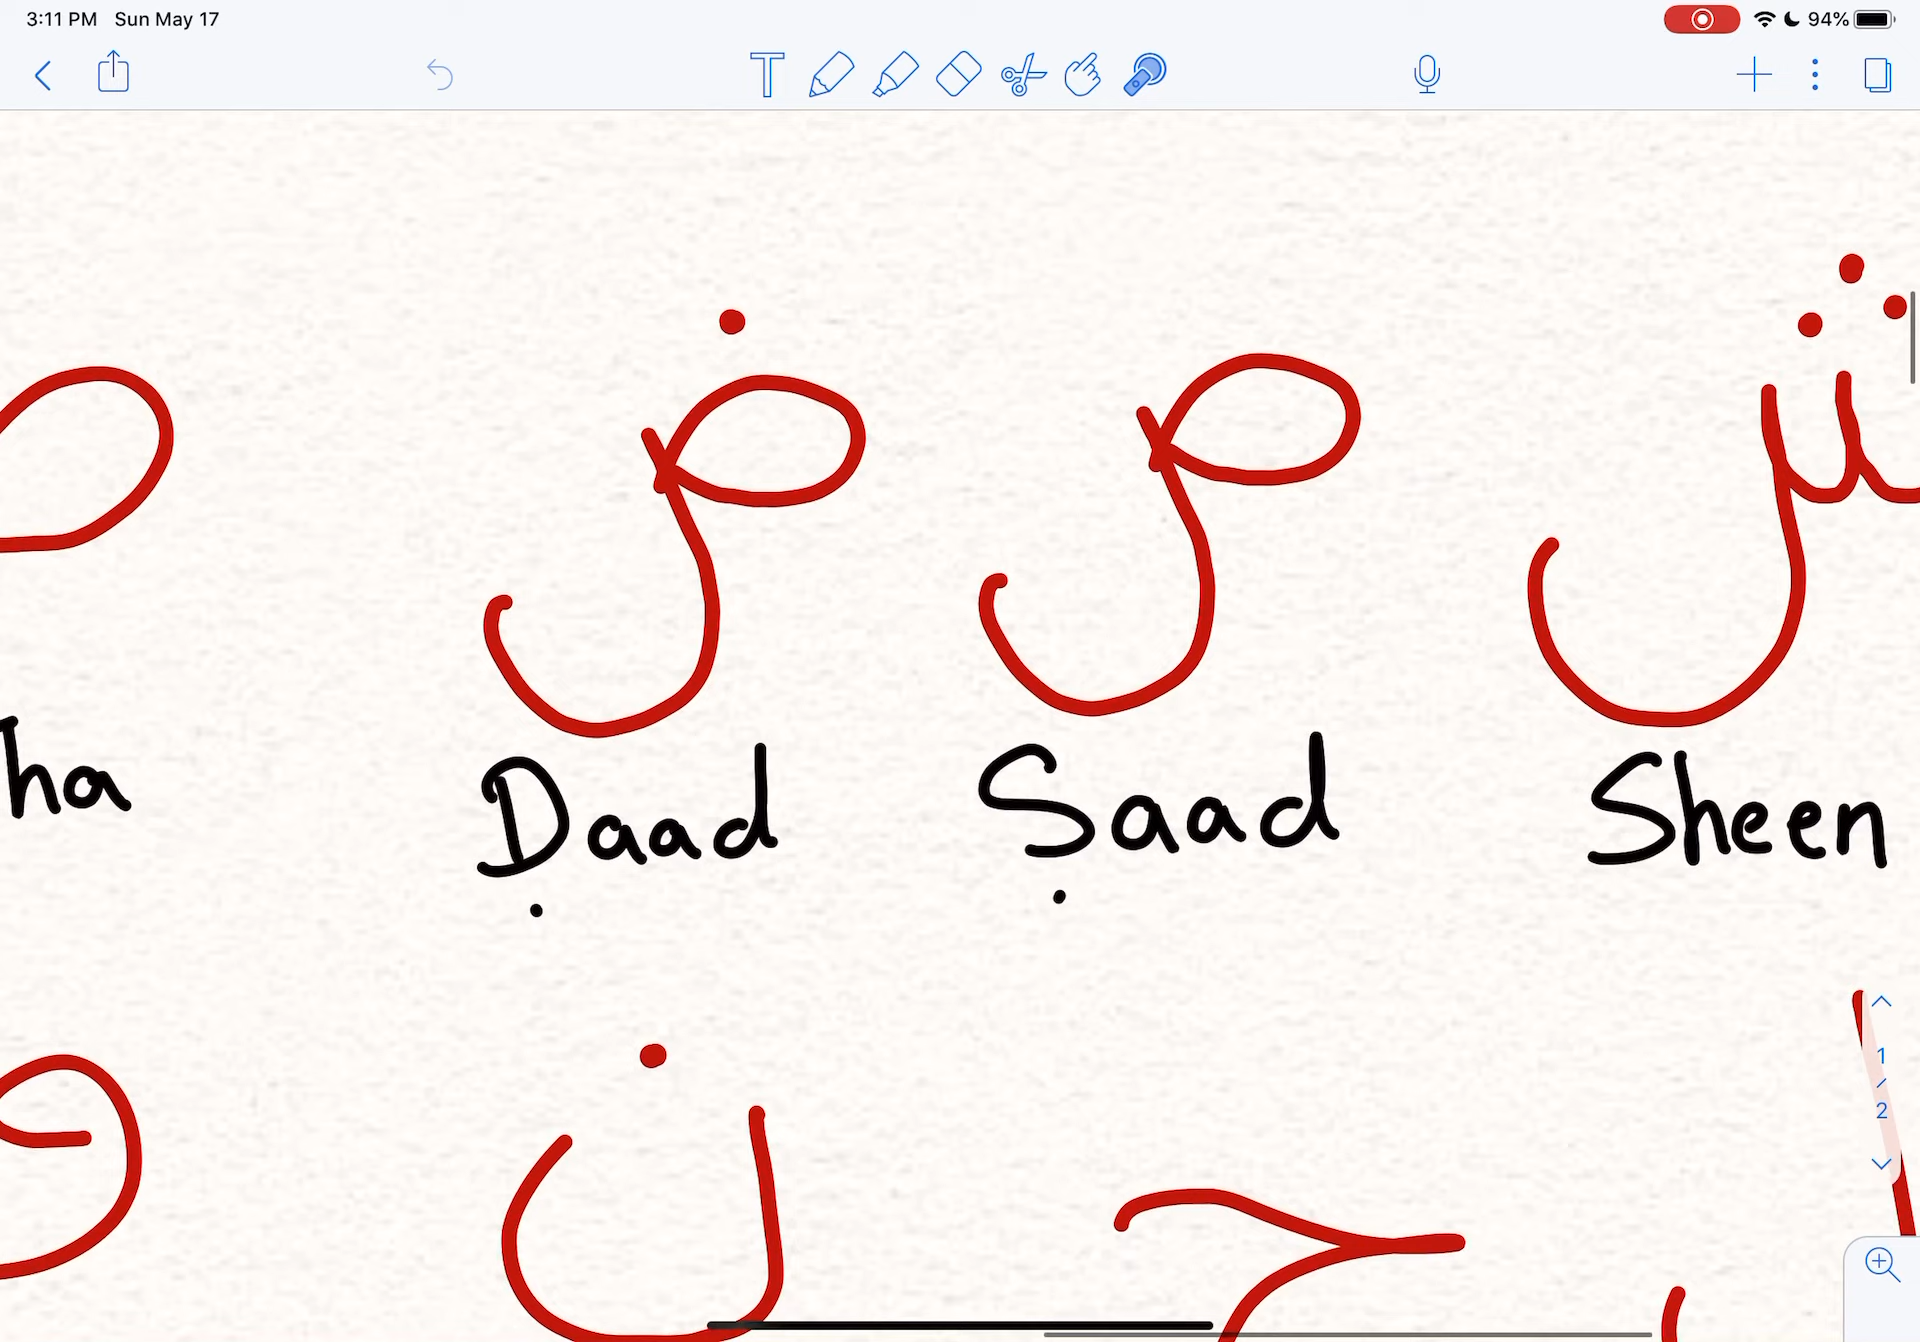 3:11 PM Sun May 17 94%
ض ص ش
ha Daad Saad Sheen
ن
1
/
2